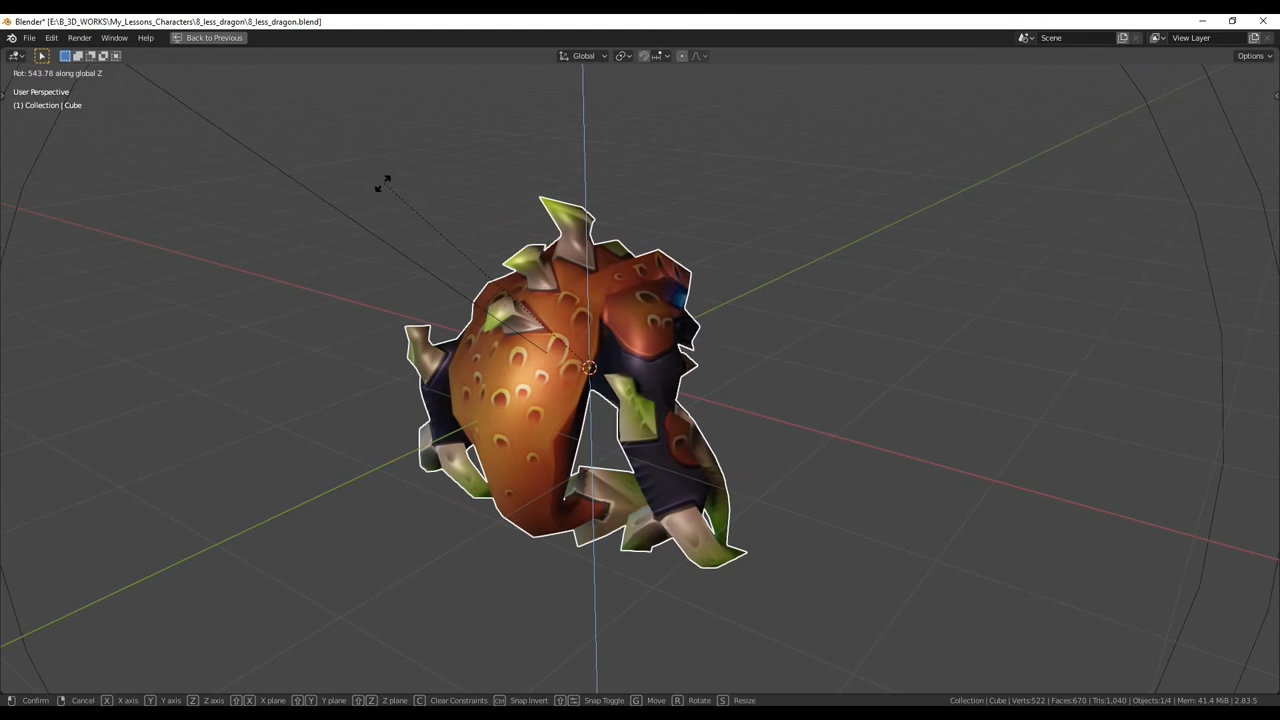 Blender* [E:\B_3D_WORKS\My_Lessons_Characters\8_less_dragon\8_less_dragon.blend]
File Edit Render Window Help Back to Previous Scene View Layer
Global Options
Rot: 543.78 along global Z
User Perspective
(1) Collection | Cube
Confirm Cancel X X axis Y Y axis Z Z axis X X plane Y Y plane Z Z plane C Clear Constraints Ctrl Snap Invert Snap Toggle G Move R Rotate S Resize Collection | Cube | Verts:522 | Faces:670 | Tris:1,040 | Objects:1/4 | Mem: 41.4 MiB | 2.83.5